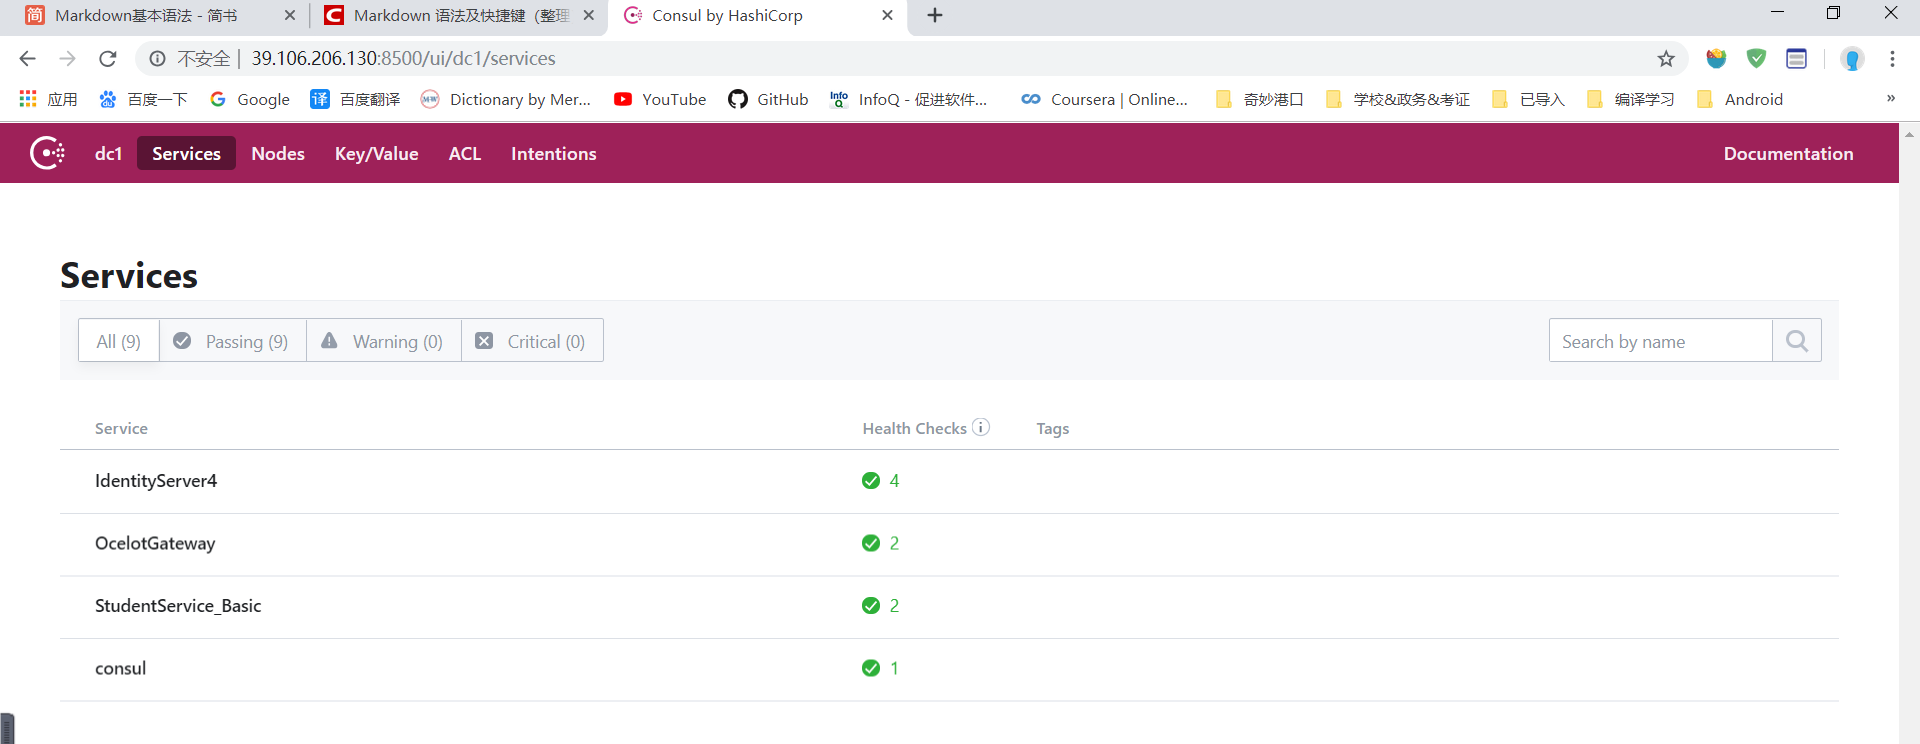 简 Markdown基本语法 - 简书
C Markdown 语法及快捷键（整理
Consul by HashiCorp
不安全 | 39.106.206.130:8500/ui/dc1/services
应用
du 百度一下
G Google
译 百度翻译
M-W Dictionary by Mer...
YouTube
GitHub
Info Q InfoQ - 促进软件...
Coursera | Online...
奇妙港口
学校&政务&考证
已导入
编译学习
Android
»
dc1 Services Nodes Key/Value ACL Intentions Documentation
Services
All (9) Passing (9) Warning (0) Critical (0) Search by name
Service Health Checks Tags
IdentityServer4 4
OcelotGateway 2
StudentService_Basic 2
consul 1